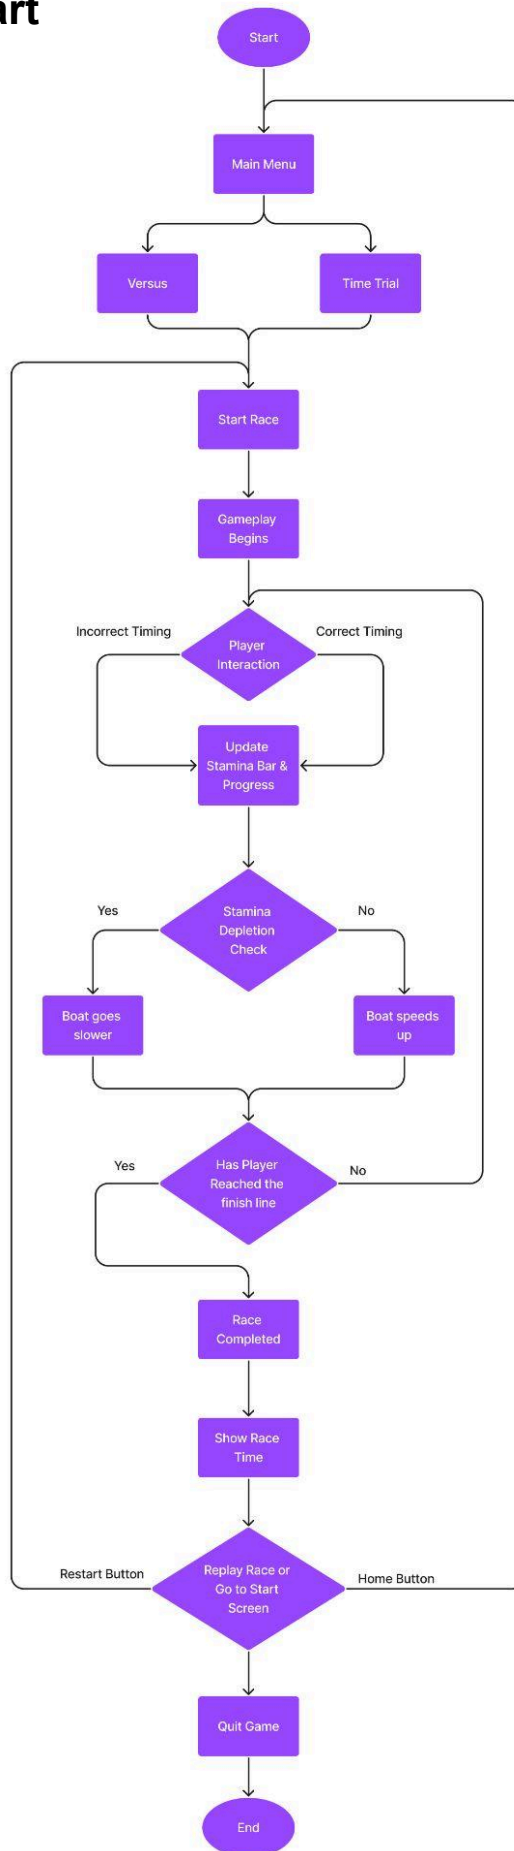 art
Start
Main Menu
Versus
Time Trial
Start Race
Gameplay
Begins
Incorrect Timing
Correct Timing
Player
Interaction
Update
Stamina Bar &
Progress
Yes
No
Stamina
Depletion
Check
Boat goes
slower
Boat speeds
up
Yes
No
Has Player
Reached the
finish line
Race
Completed
Show Race
Time
Restart Button
Replay Race or
Go to Start
Screen
Home Button
Quit Game
End